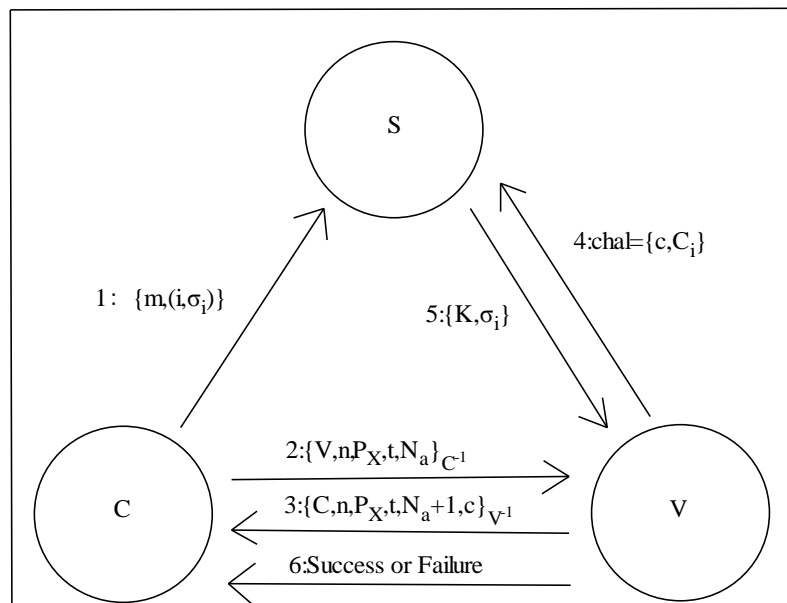 S
4:chal={c,C_i}
1: {m,(i,σ_i)}
5:{K,σ_i}
2:{V,n,P_X,t,N_a}_C^-1
C
3:{C,n,P_X,t,N_a+1,c}_V^-1
V
6:Success or Failure